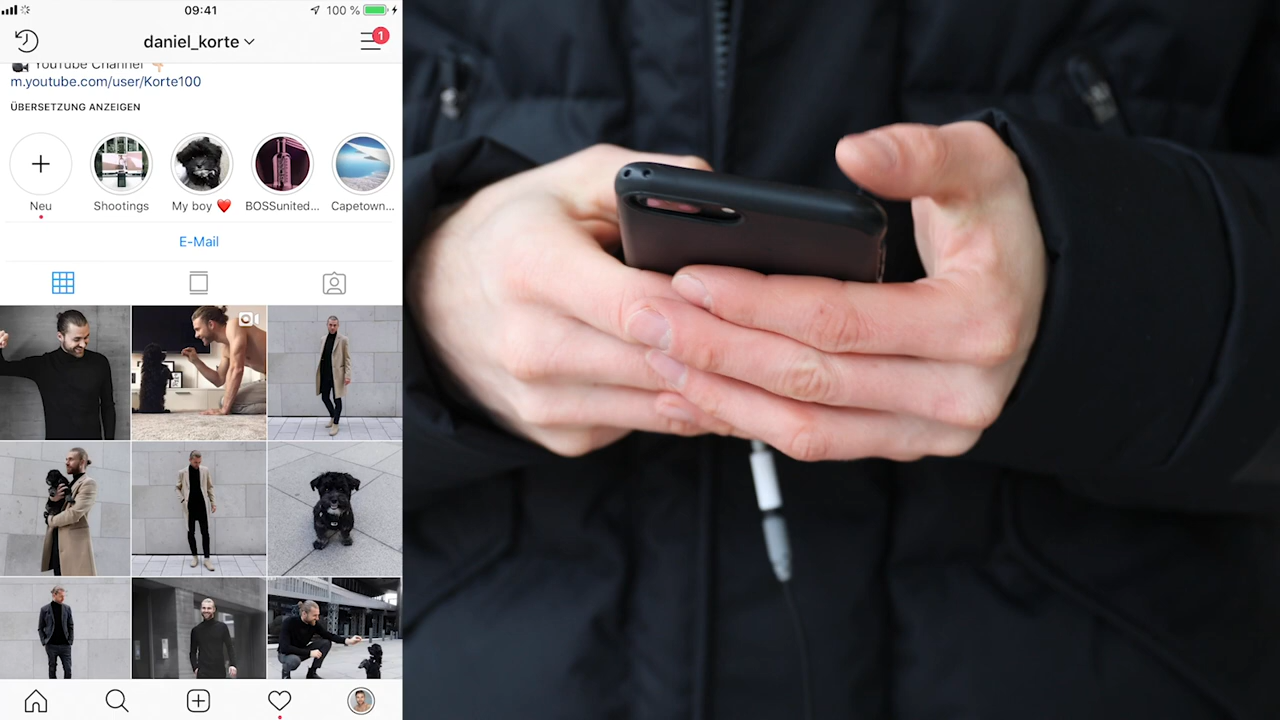 09:41
100 %
daniel_korte
1
YouTube Channel
m.youtube.com/user/Korte100
ÜBERSETZUNG ANZEIGEN
Neu
Shootings
My boy ❤️
BOSSunited...
Capetown...
E-Mail